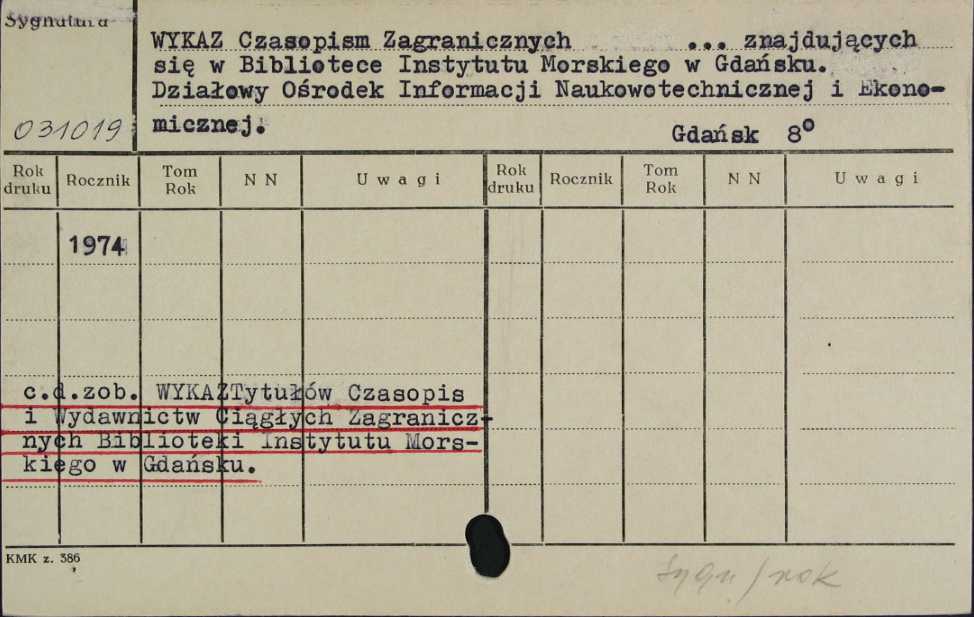 Sygnatura
WYKAZ Czasopism Zagranicznych ... znajdujących
się w Bibliotece Instytutu Morskiego w Gdańsku.
Działowy Ośrodek Informacji Naukowotechnicznej i Ekono-
micznej.
031019
Gdańsk 8°
Rok druku Rocznik Tom Rok N N Uwagi Rok druku Rocznik Tom Rok N N Uwagi
1974
c.d.zob. WYKAZ Tytułów Czasopis
i Wydawnictw Ciągłych Zagranicz-
nych Biblioteki Instytutu Mors-
kiego w Gdańsku.
KMK z. 386
sygn/rok